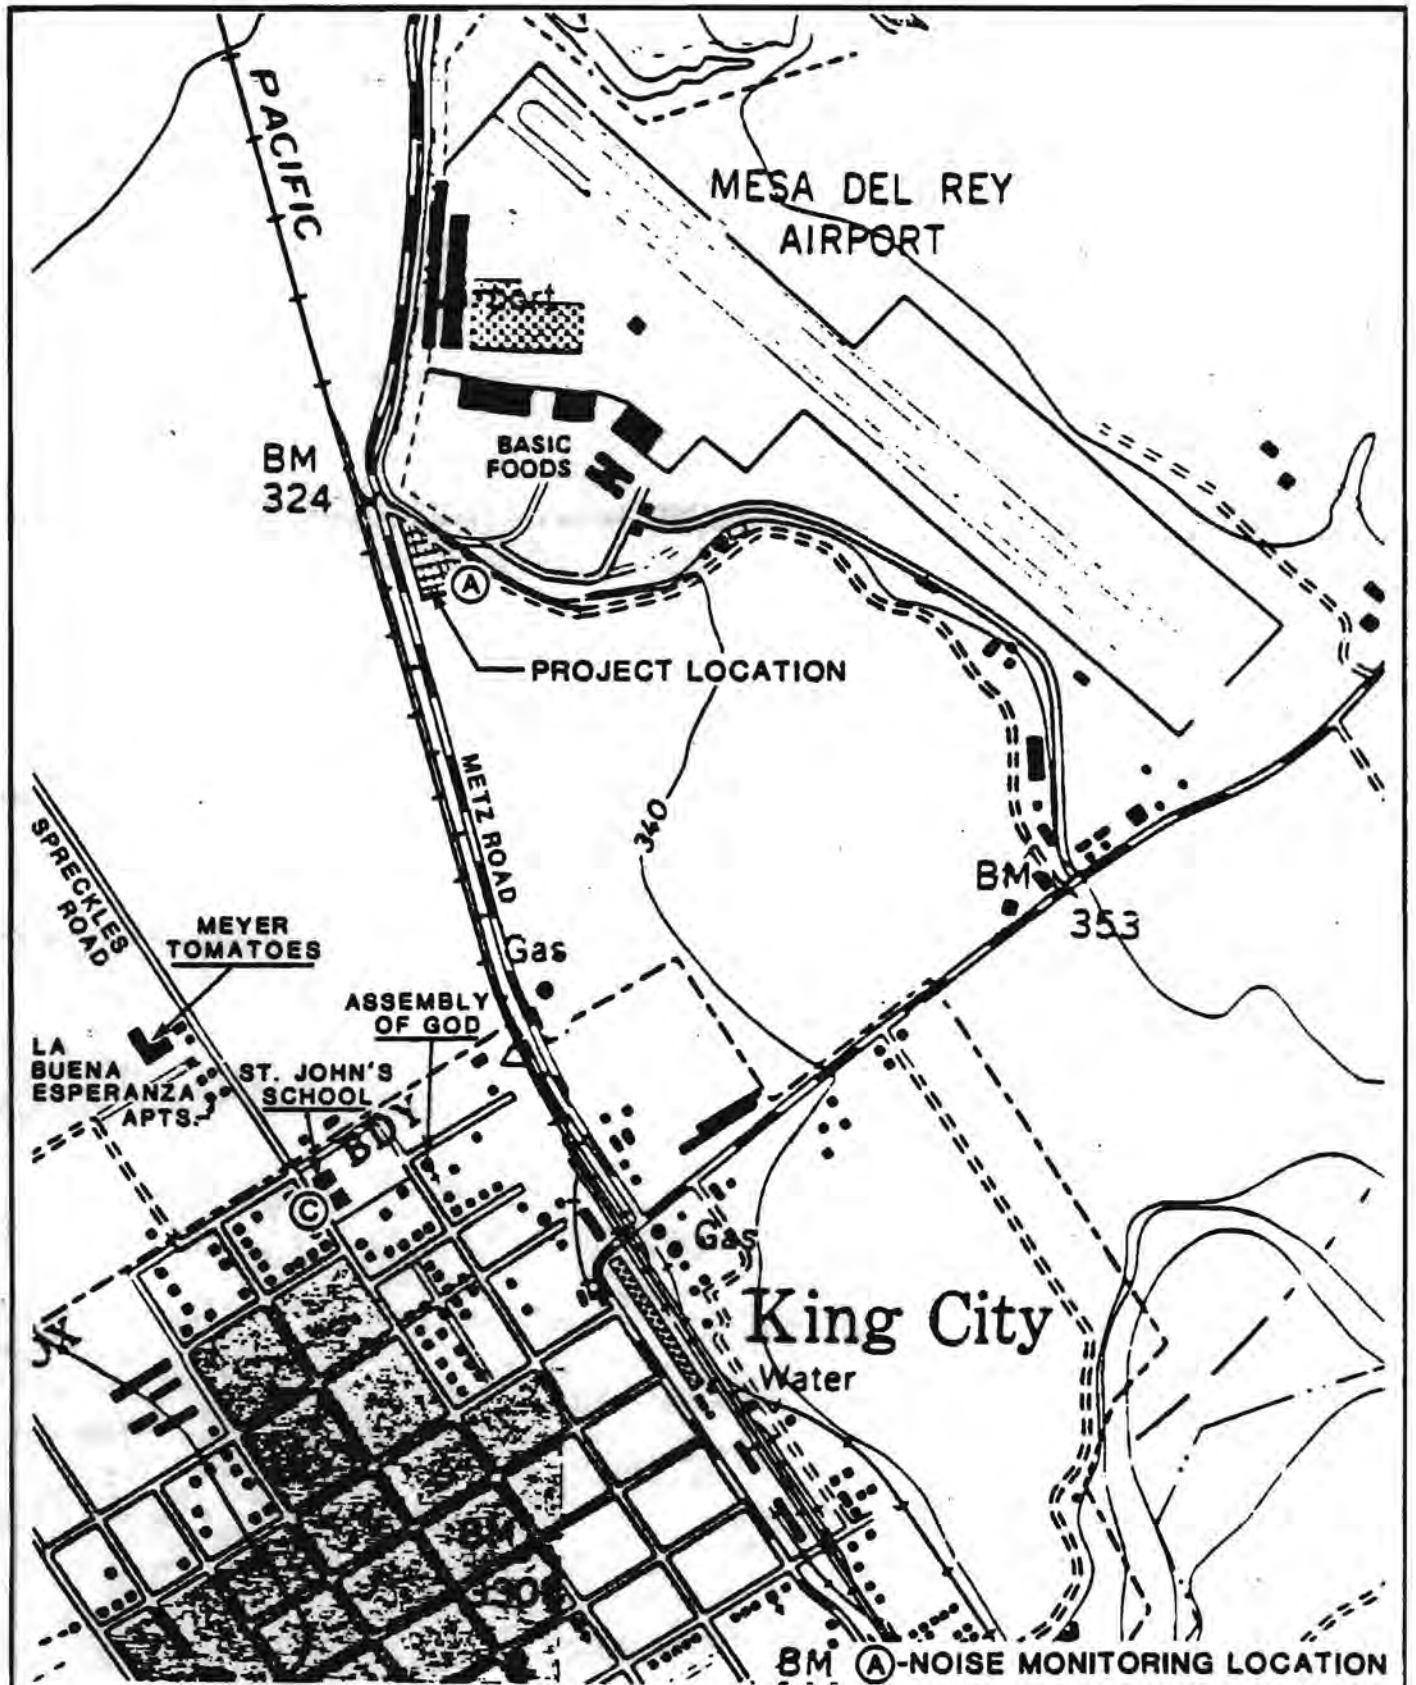 PACIFIC
MESA DEL REY
AIRPORT
BASIC
FOODS
BM
324
A
PROJECT LOCATION
METZ ROAD
340
SPRECKLES
ROAD
MEYER
TOMATOES
Gas
BM
353
ASSEMBLY
OF GOD
LA
BUENA
ESPERANZA
APTS.
ST. JOHN'S
SCHOOL
BDY
C
Gas
King City
Water
BM
BM
A-NOISE MONITORING LOCATION